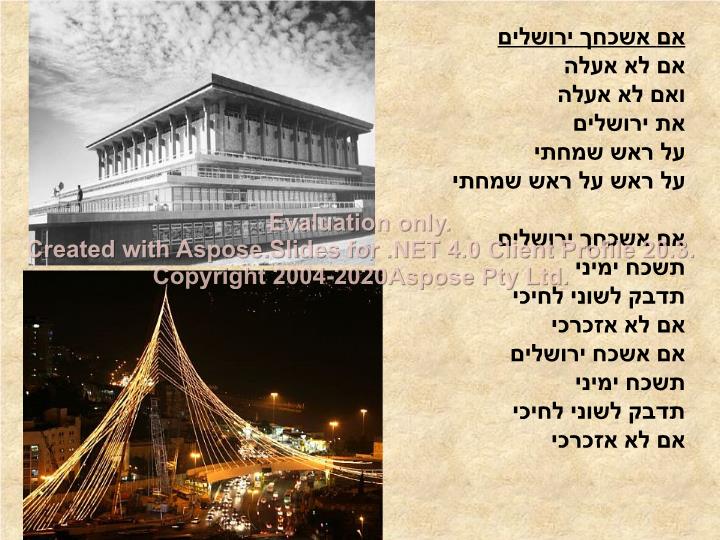 אם אשכחך ירושלים
אם לא אעלה
ואם לא אעלה
את ירושלים
על ראש שמחתי
על ראש על ראש שמחתי
Evaluation only.
אם אשכחך ירושלים
Created with Aspose.Slides for .NET 4.0 Client Profile 20.3.
תשכח ימיני
Copyright 2004-2020Aspose Pty Ltd.
תדבק לשוני לחיכי
אם לא אזכרכי
אם אשכח ירושלים
תשכח ימיני
תדבק לשוני לחיכי
אם לא אזכרכי